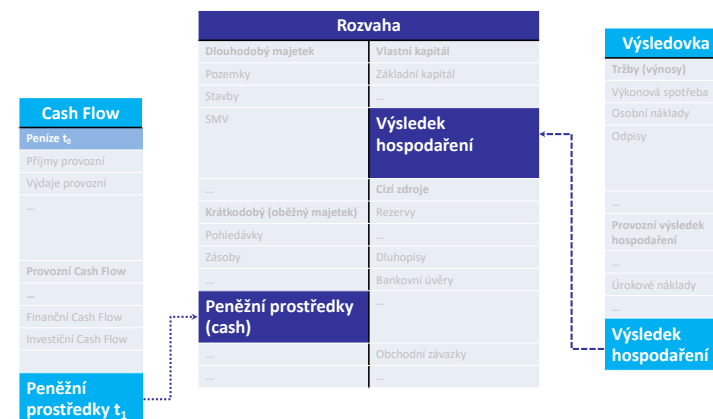 Cash Flow
Peníze t₀
Příjmy provozní
Výdaje provozní
...
Provozní Cash Flow
...
Finanční Cash Flow
Investiční Cash Flow
Peněžní
prostředky t₁
Rozvaha
Dlouhodobý majetek
Vlastní kapitál
Pozemky
Základní kapitál
Stavby
...
SMV
Výsledek
hospodaření
...
Cizí zdroje
Krátkodobý (oběžný majetek)
Rezervy
Pohledávky
...
Zásoby
Dluhopisy
...
Bankovní úvěry
Peněžní prostředky
(cash)
...
...
Obchodní závazky
...
...
Výsledovka
Tržby (výnosy)
Výkonová spotřeba
Osobní náklady
Odpisy
...
Provozní výsledek
hospodaření
...
Úrokové náklady
...
Výsledek
hospodaření